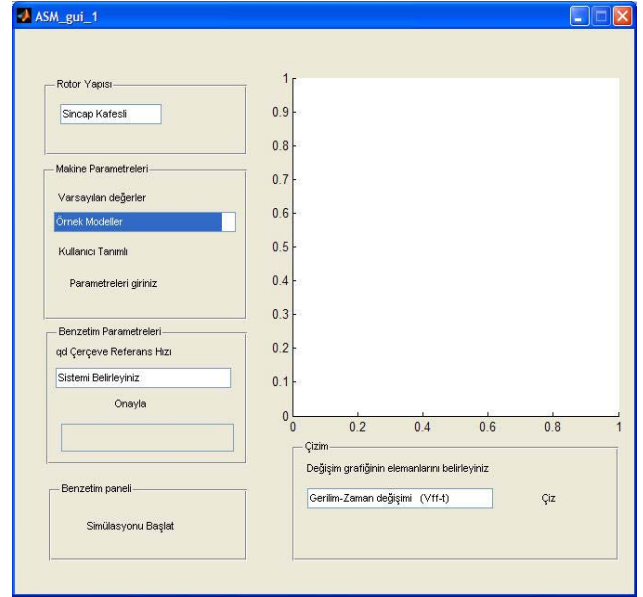 ASM_gui_1
Rotor Yapısı
Sincap Kafesli
Makine Parametreleri
Varsayılan değerler
Örnek Modeller
Kullanıcı Tanımlı
Parametreleri giriniz
Benzetim Parametreleri
qd Çerçeve Referans Hızı
Sistemi Belirleyiniz
Onayla
Benzetim paneli
Simülasyonu Başlat
1
0.9
0.8
0.7
0.6
0.5
0.4
0.3
0.2
0.1
0
0 0.2 0.4 0.6 0.8 1
Çizim
Değişim grafiğinin elemanlarını belirleyiniz
Gerilim-Zaman değişimi (Vff-t) Çiz